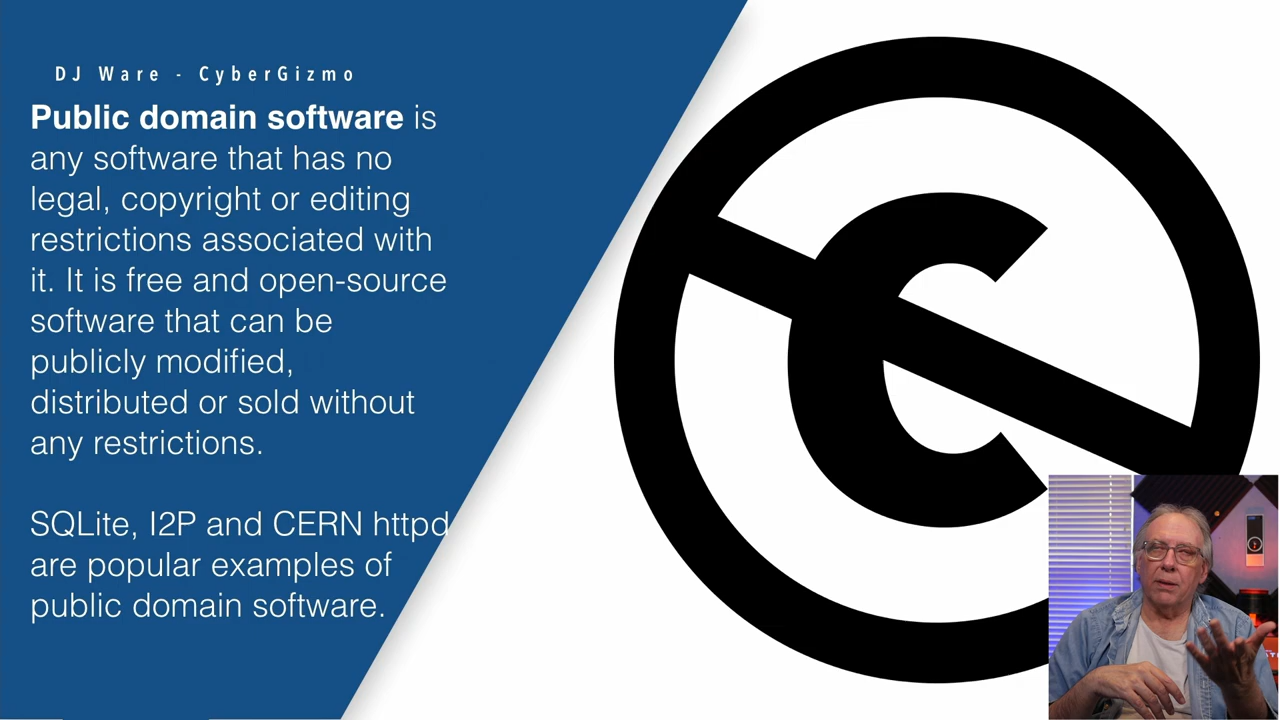 DJ Ware - CyberGizmo
Public domain software is
any software that has no
legal, copyright or editing
restrictions associated with
it. It is free and open-source
software that can be
publicly modified,
distributed or sold without
any restrictions.
SQLite, I2P and CERN httpd
are popular examples of
public domain software.